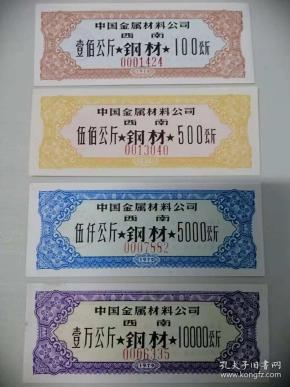 中国金属材料公司
西南
壹佰公斤★钢材★100公斤
0001424
中国金属材料公司
西南
伍佰公斤★钢材★500公斤
0013040
中国金属材料公司
西南
伍仟公斤★钢材★5000公斤
0007552
中国金属材料公司
西南
壹万公斤★钢材★10000公斤
0006335
孔夫子旧书网